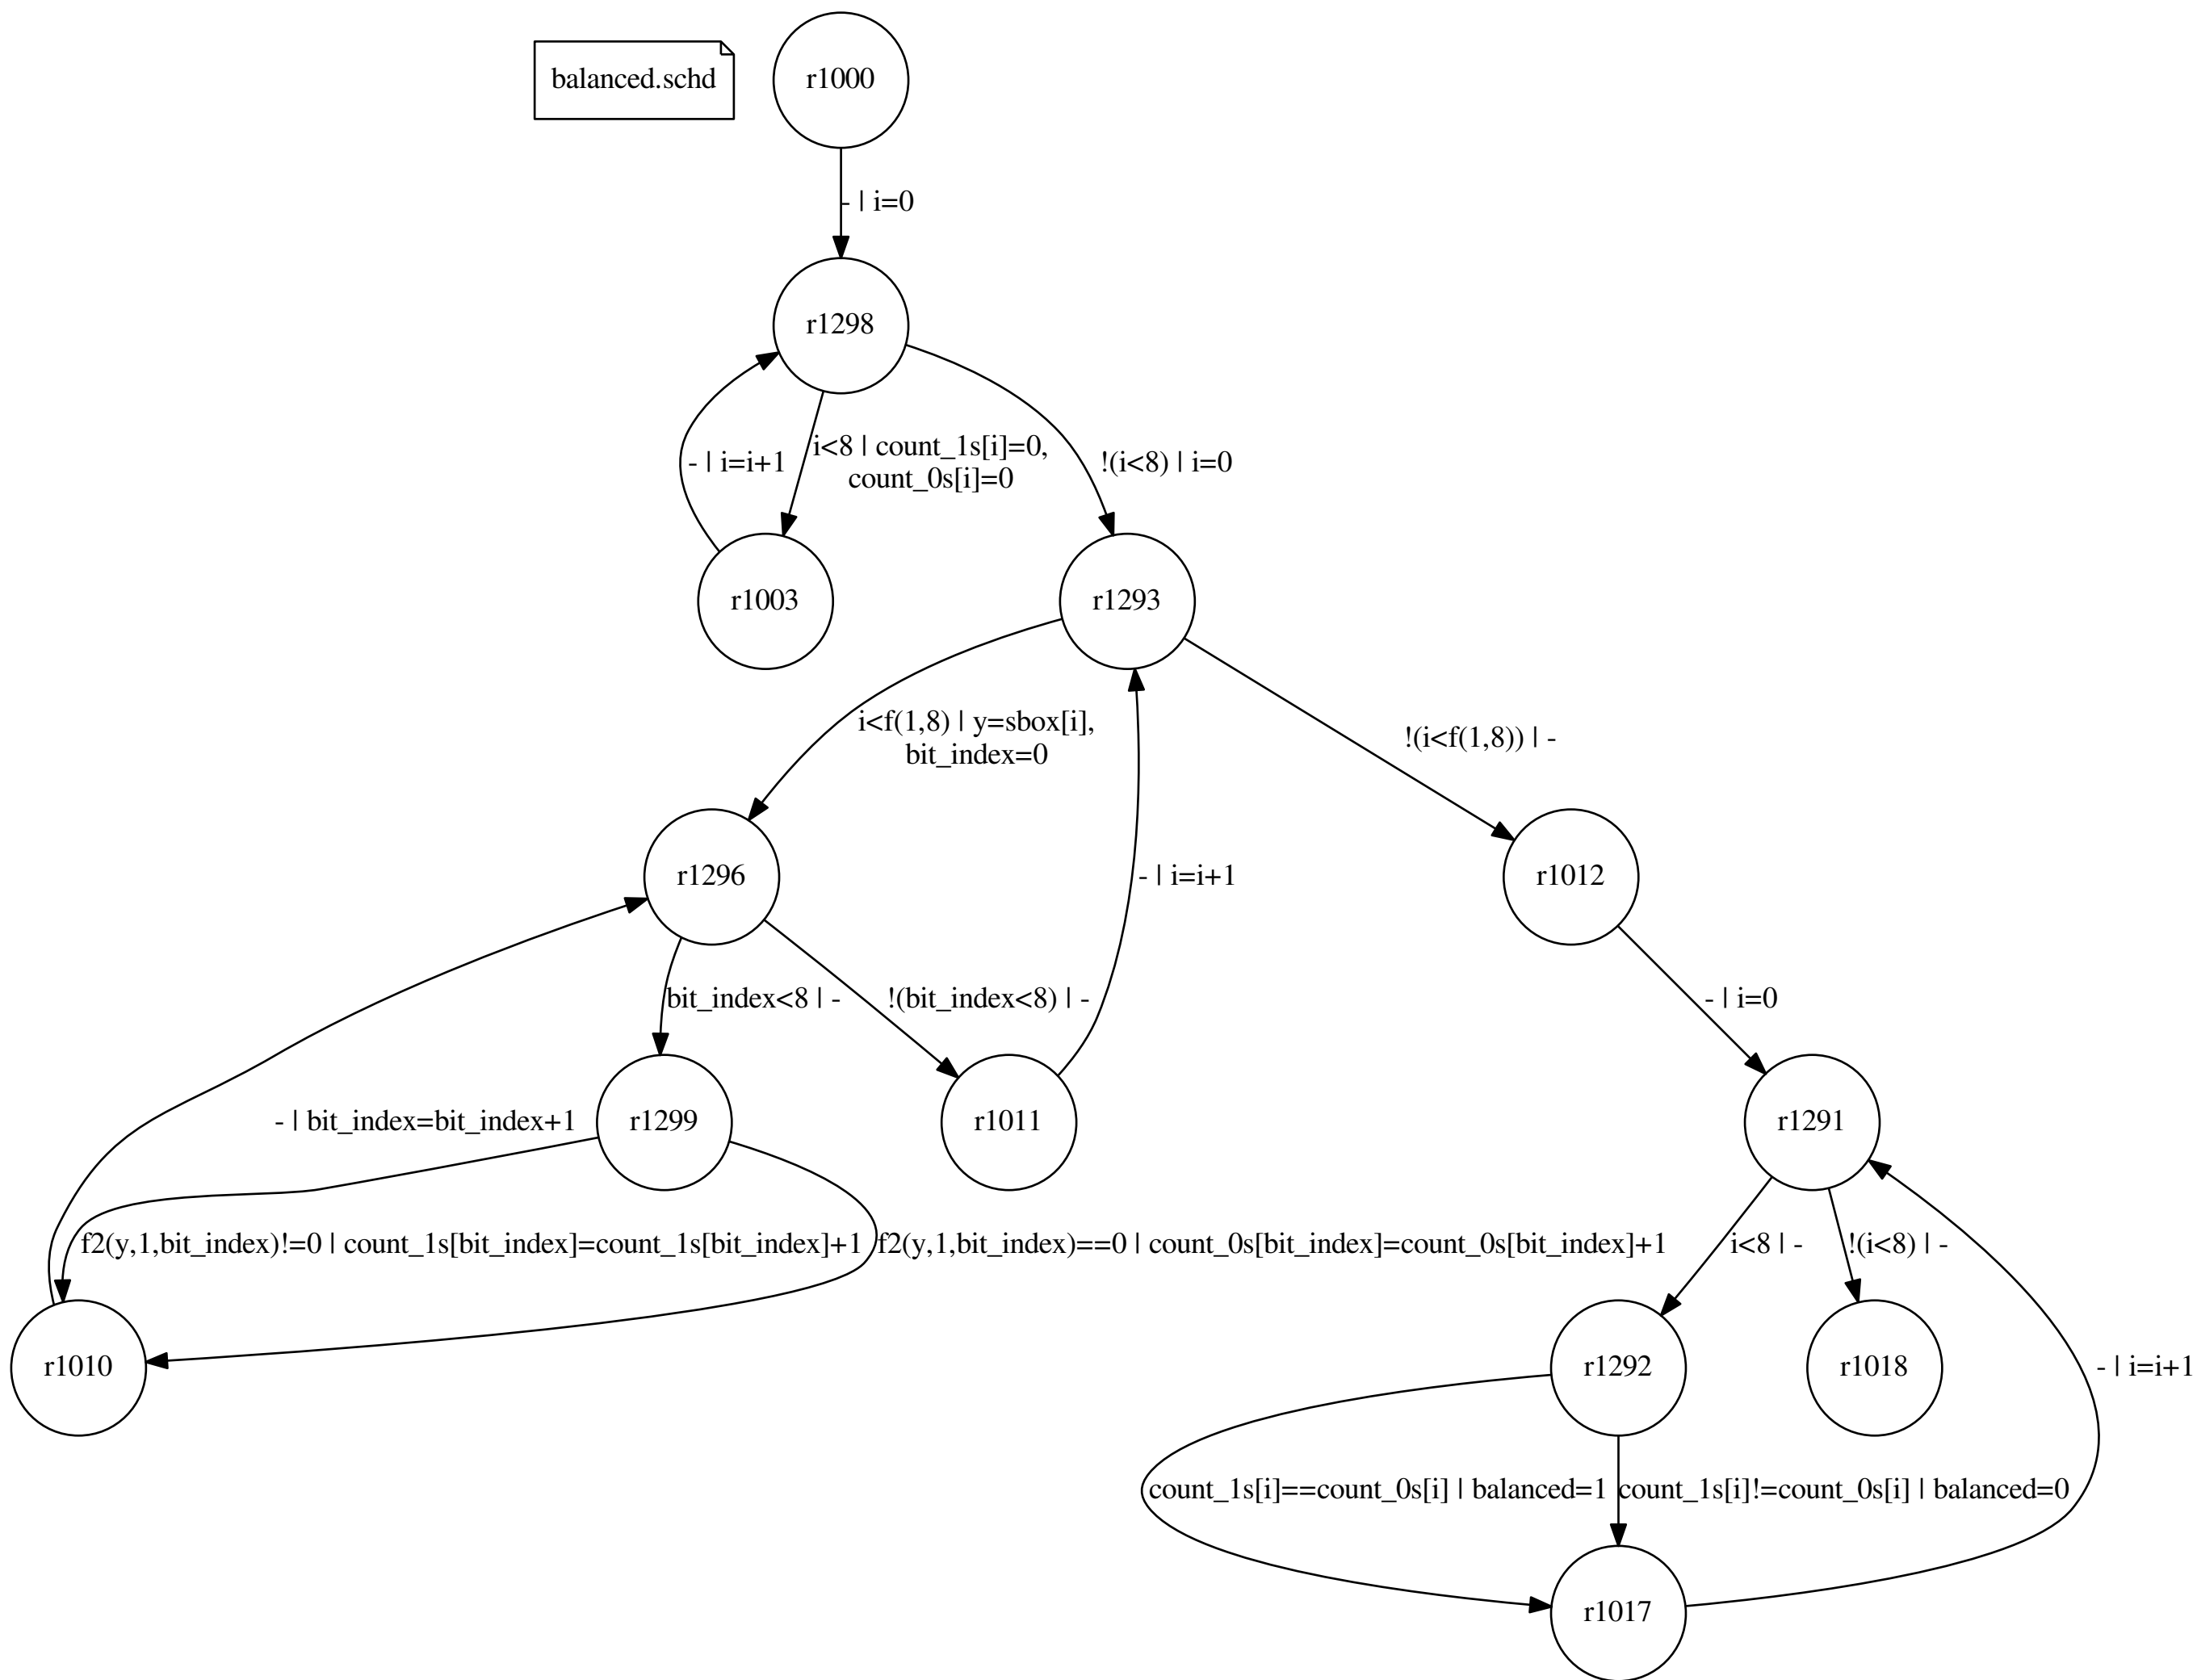 balanced.schd
r1000
- | i=0
r1298
- | i=i+1
i<8 | count_1s[i]=0,
count_0s[i]=0
!(i<8) | i=0
r1003
r1293
i<f(1,8) | y=sbox[i],
bit_index=0
!(i<f(1,8)) | -
r1296
- | i=i+1
r1012
bit_index<8 | -
!(bit_index<8) | -
- | i=0
- | bit_index=bit_index+1
r1299
r1011
r1291
f2(y,1,bit_index)!=0 | count_1s[bit_index]=count_1s[bit_index]+1
f2(y,1,bit_index)==0 | count_0s[bit_index]=count_0s[bit_index]+1
i<8 | -
!(i<8) | -
r1010
r1292
r1018
- | i=i+1
count_1s[i]==count_0s[i] | balanced=1
count_1s[i]!=count_0s[i] | balanced=0
r1017